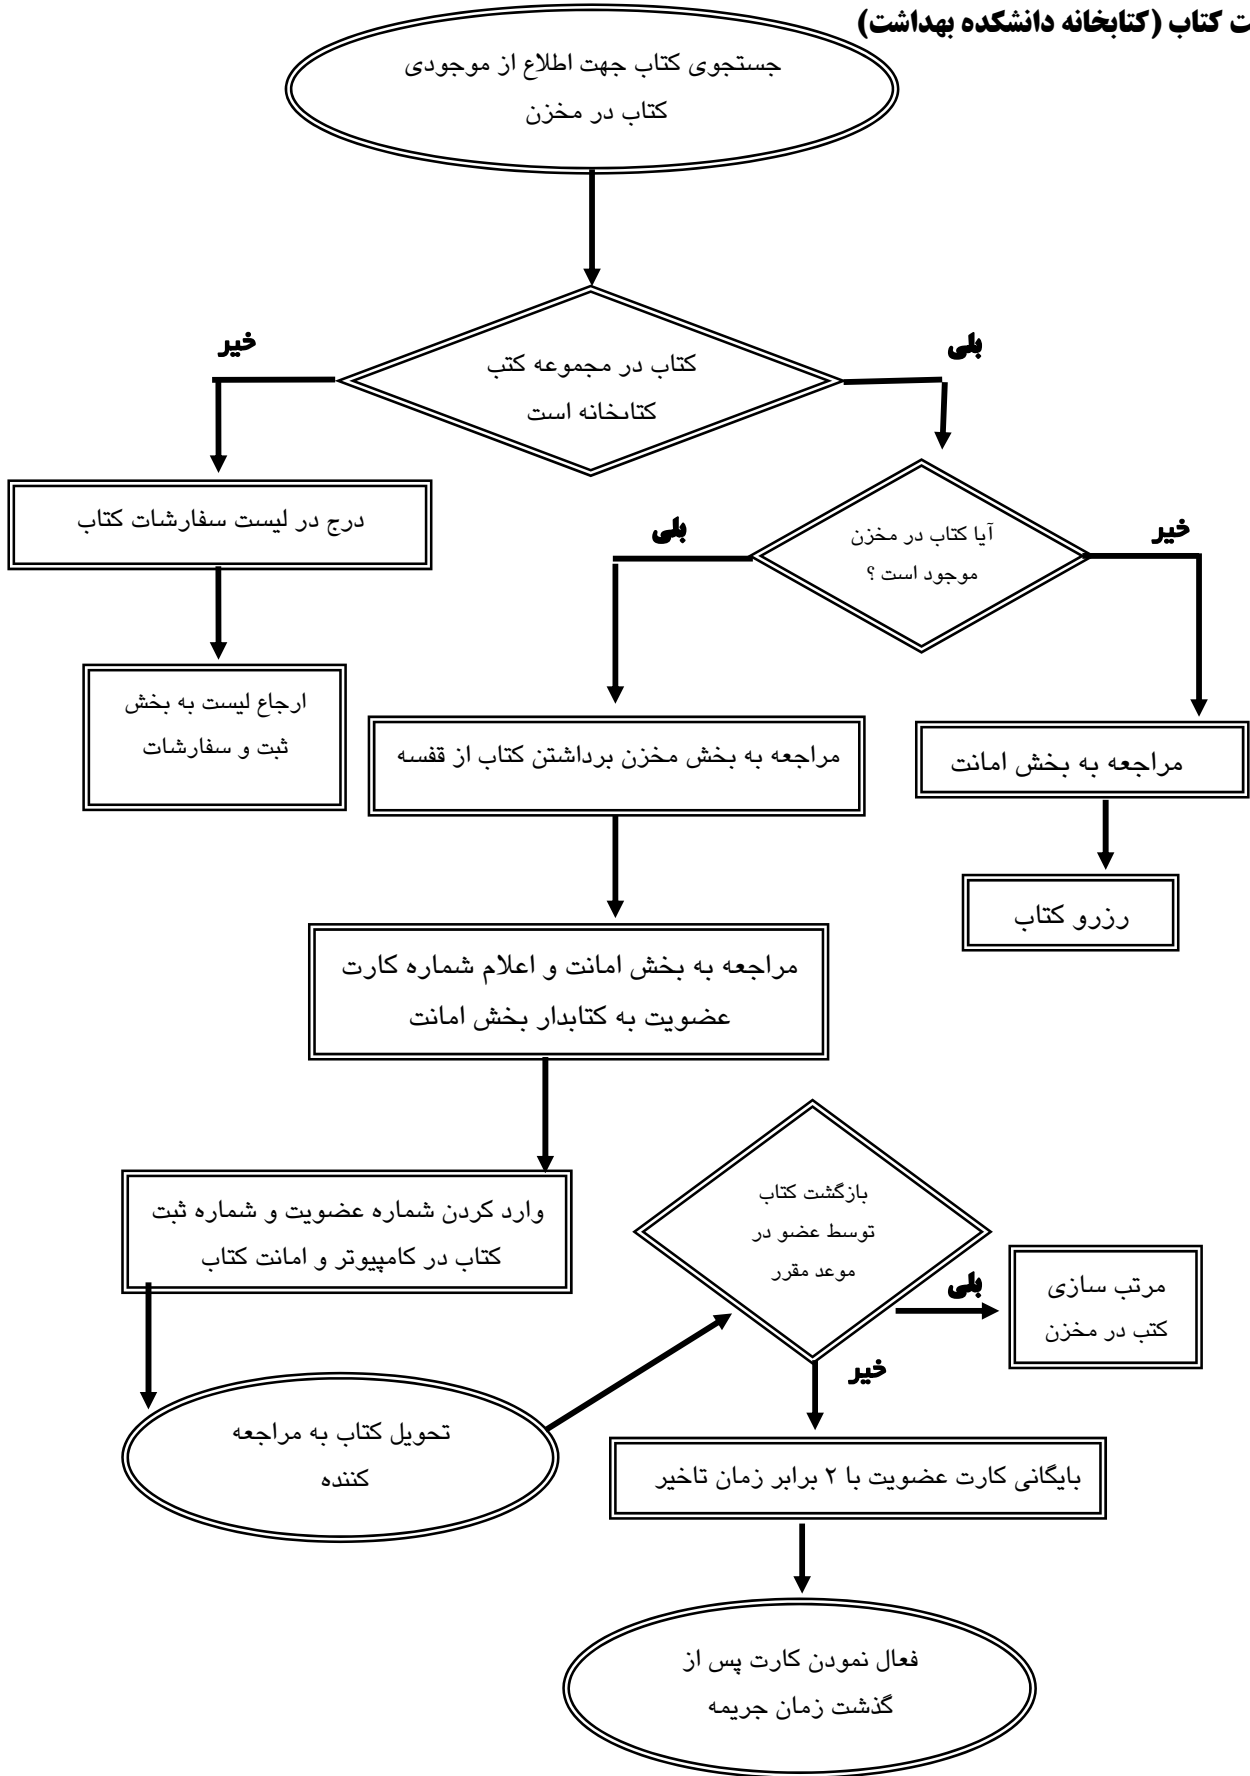 کتاب (کتابخانه دانشکده بهداشت)
جستجوی کتاب جهت اطلاع از موجودی
کتاب در مخزن
خیر
بلی
کتاب در مجموعه کتب
کتابخانه است
درج در لیست سفارشات کتاب
بلی
خیر
آیا کتاب در مخزن
موجود است ؟
ارجاع لیست به بخش
ثبت و سفارشات
مراجعه به بخش مخزن برداشتن کتاب از قفسه
مراجعه به بخش امانت
رزرو کتاب
مراجعه به بخش امانت و اعلام شماره کارت
عضویت به کتابدار بخش امانت
وارد کردن شماره عضویت و شماره ثبت
کتاب در کامپیوتر و امانت کتاب
بازگشت کتاب
توسط عضو در
موعد مقرر
بلی
مرتب سازی
کتب در مخزن
خیر
تحویل کتاب به مراجعه
کننده
بایگانی کارت عضویت با ۲ برابر زمان تاخیر
فعال نمودن کارت پس از
گذشت زمان جریمه